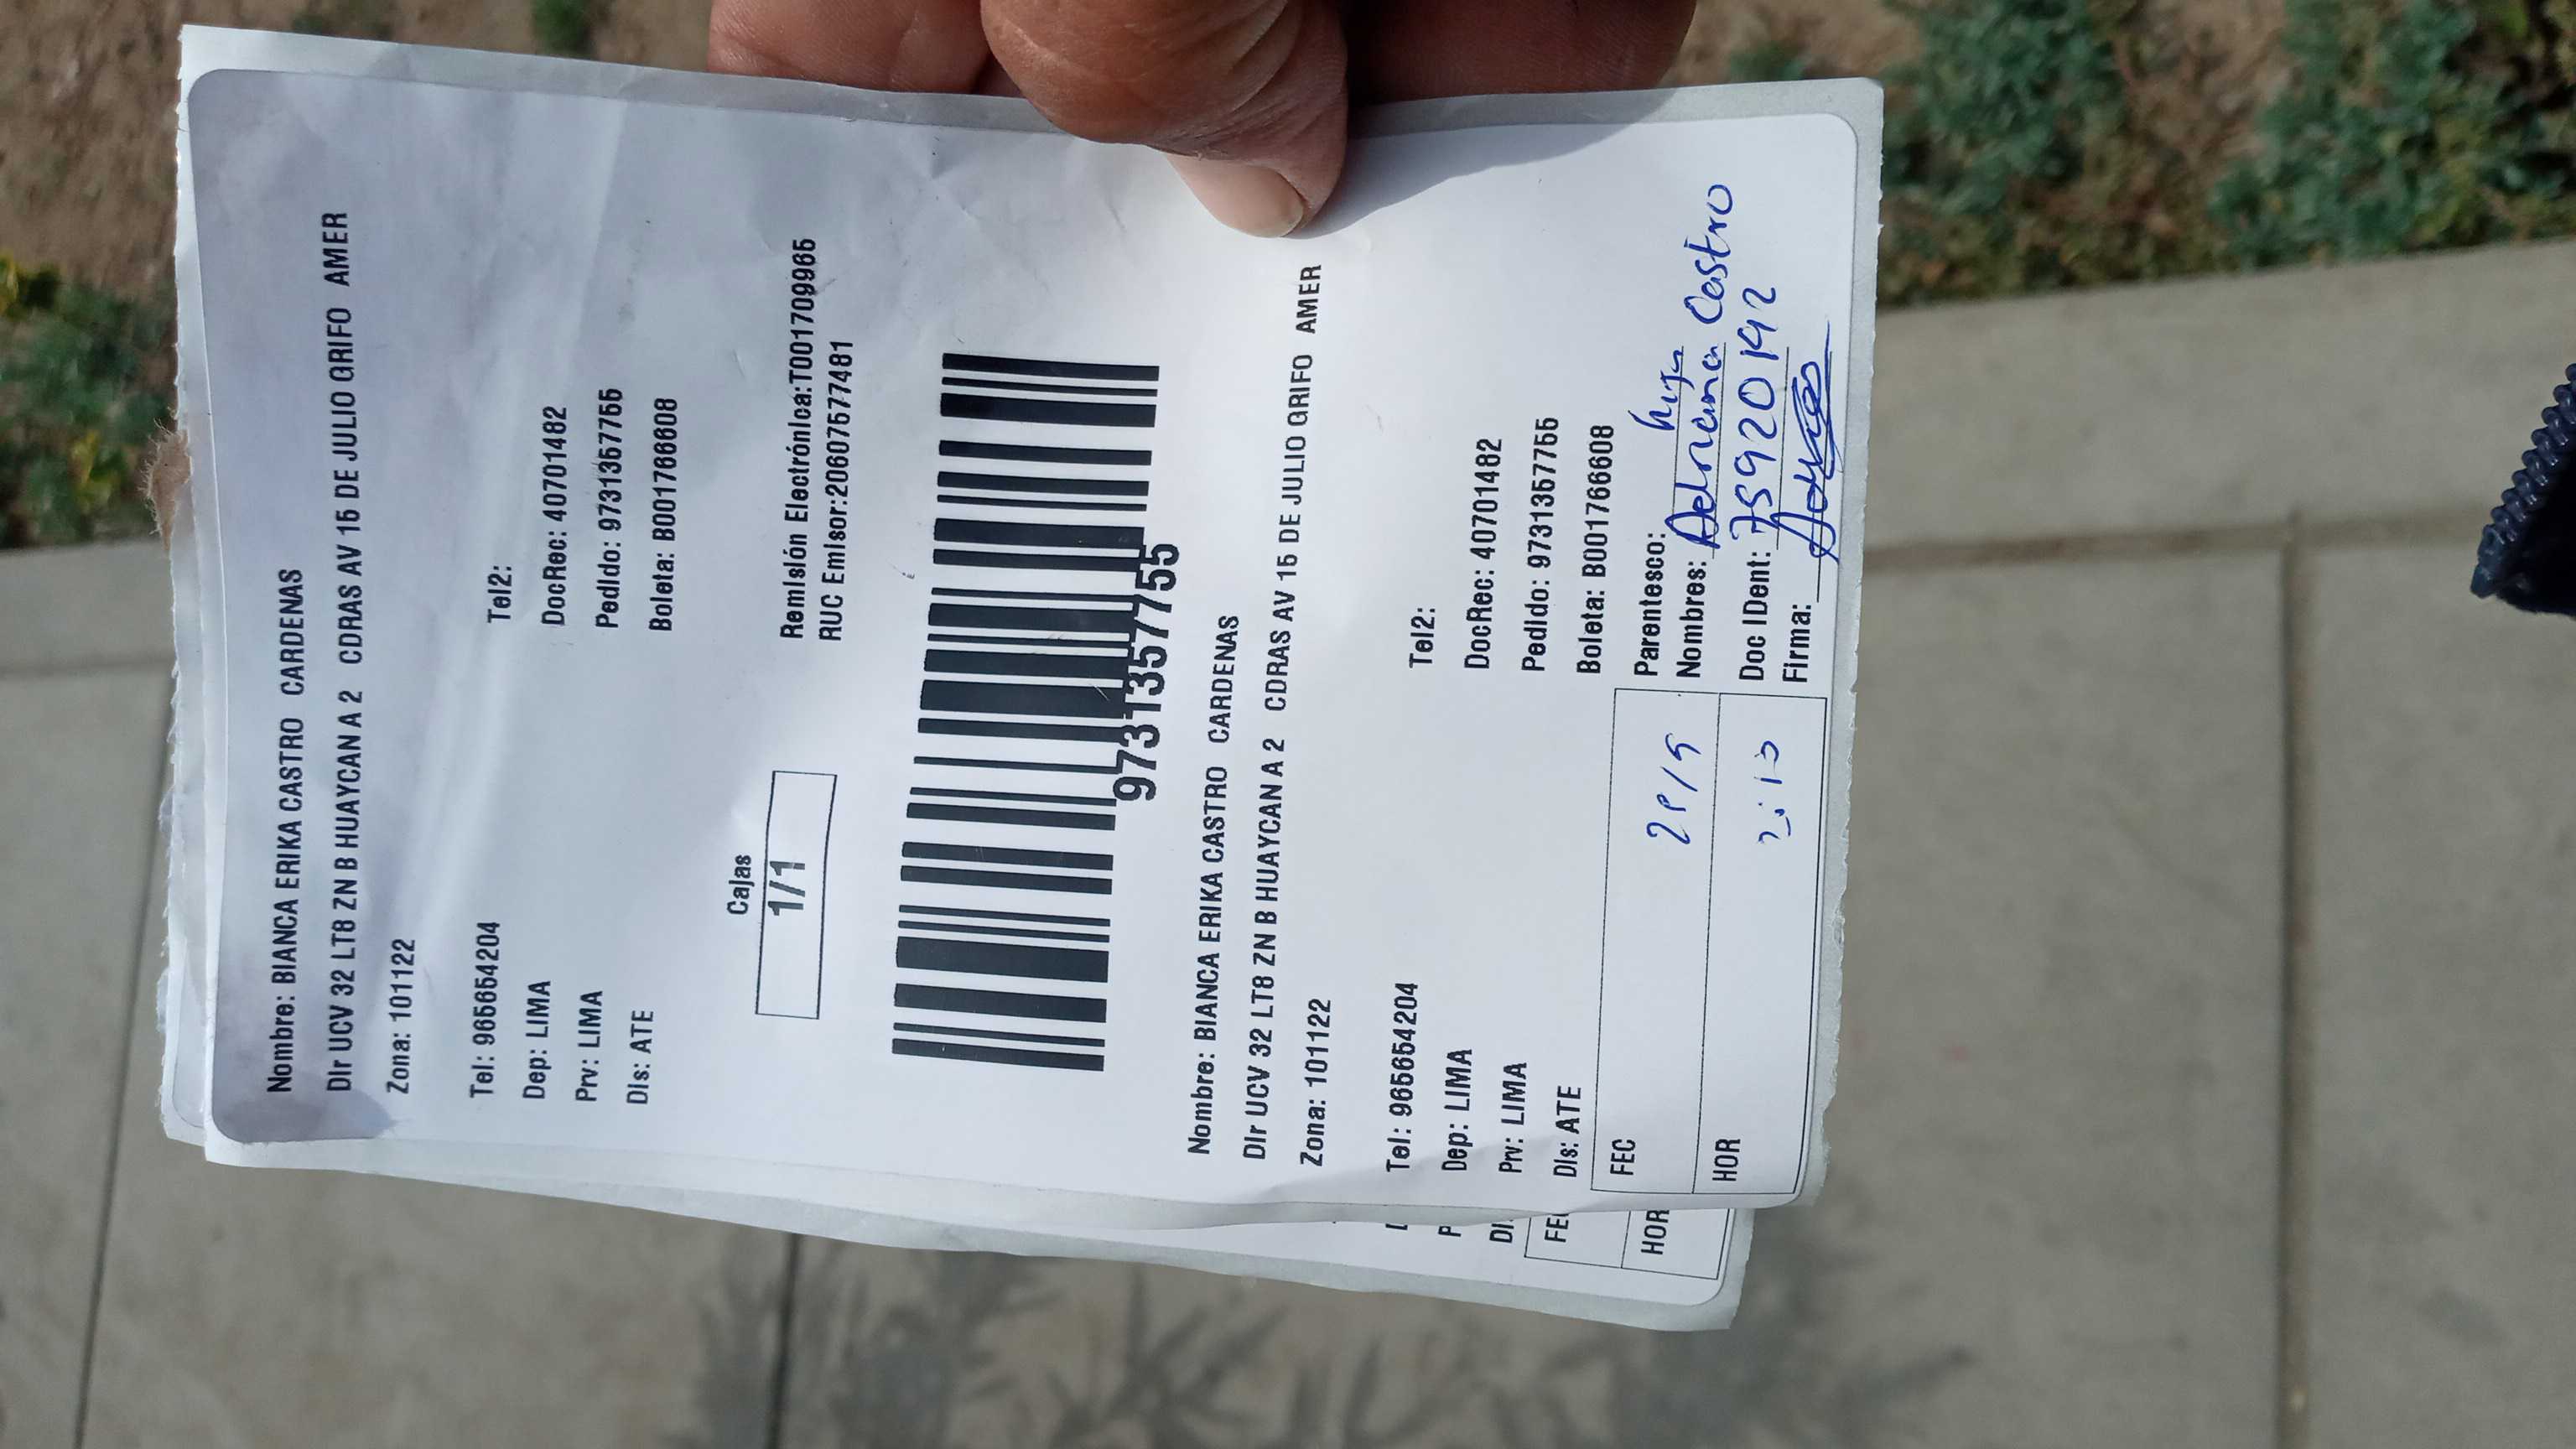 Nombre: BIANCA ERIKA CASTRO CARDENAS
Dir UCV 32 LT8 ZN B HUAYCAN A 2 CDRAS AV 15 DE JULIO GRIFO AMER
Zona: 101122
Tel: 965654204 Tel2:
Dep: LIMA DocRec: 40701482
Prv: LIMA Pedido: 9731357755
Dis: ATE Boleta: B001766608
Cajas
1/1
Remisión Electrónica:T001709965
RUC Emisor:20607577481
9731357755
Nombre: BIANCA ERIKA CASTRO CARDENAS
Dir UCV 32 LT8 ZN B HUAYCAN A 2 CDRAS AV 15 DE JULIO GRIFO AMER
Zona: 101122
Tel: 965654204 Tel2:
Dep: LIMA DocRec: 40701482
Prv: LIMA Pedido: 9731357755
Dis: ATE Boleta: B001766608
FEC Parentesco: hija
Nombres: Adriana Castro
HOR Doc IDent: 75920192
Firma:
FE
HOR